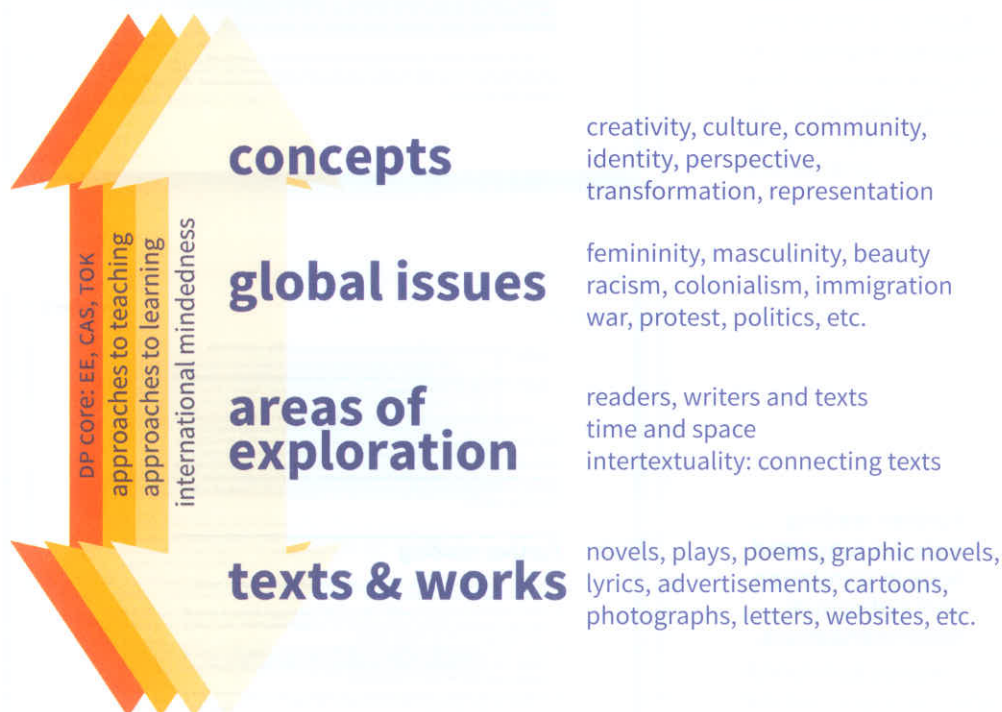 concepts
creativity, culture, community,
identity, perspective,
transformation, representation
global issues
femininity, masculinity, beauty
racism, colonialism, immigration
war, protest, politics, etc.
areas of
exploration
readers, writers and texts
time and space
intertextuality: connecting texts
texts & works
novels, plays, poems, graphic novels,
lyrics, advertisements, cartoons,
photographs, letters, websites, etc.
DP core: EE, CAS, TOK
approaches to teaching
approaches to learning
international mindedness